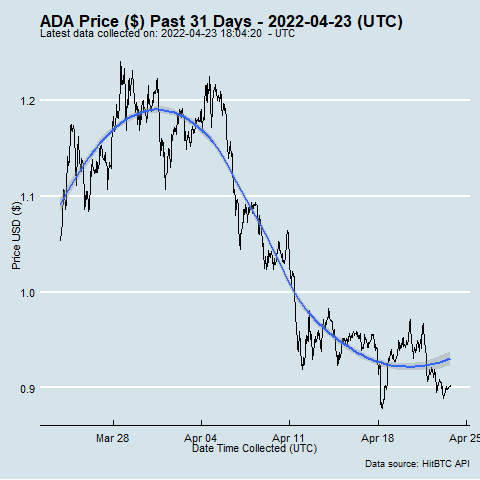 ADA Price ($) Past 31 Days - 2022-04-23 (UTC)
Latest data collected on: 2022-04-23 18:04:20 - UTC
Price USD ($)
1.2
1.1
1.0
0.9
Mar 28 Apr 04 Apr 11 Apr 18 Apr 25
Date Time Collected (UTC)
Data source: HitBTC API